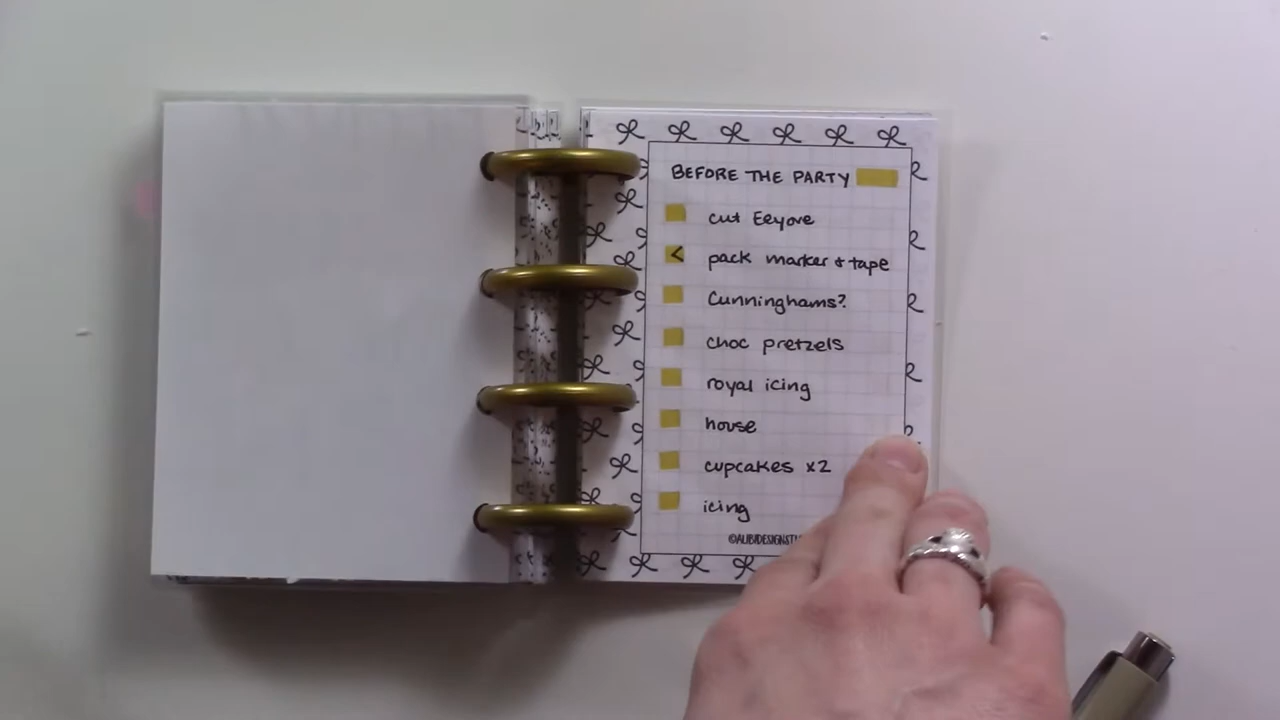 BEFORE THE PARTY
cut Eeyore
< pack marker & tape
Cunninghams?
choc pretzels
royal icing
house
cupcakes x2
icing